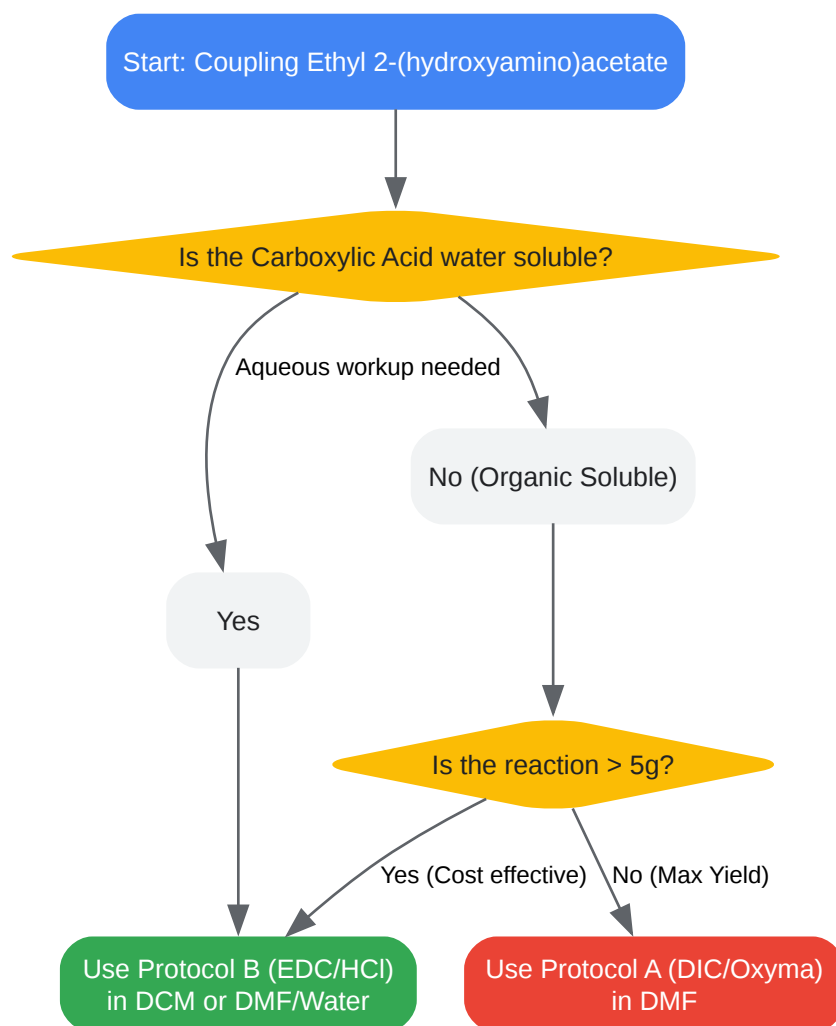 Start: Coupling Ethyl 2-(hydroxyamino)acetate
Is the Carboxylic Acid water soluble?
Aqueous workup needed
No (Organic Soluble)
Yes
Is the reaction > 5g?
Yes (Cost effective)
No (Max Yield)
Use Protocol B (EDC/HCl)
in DCM or DMF/Water
Use Protocol A (DIC/Oxyma)
in DMF